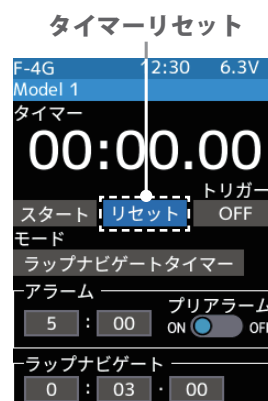 タイマーリセット
F-4G 12:30 6.3V
Model 1
タイマー
00:00.00
トリガー
スタート リセット OFF
モード
ラップナビゲートタイマー
アラーム
プリアラーム
5 : 00 ON OFF
ラップナビゲート
0 : 03 . 00